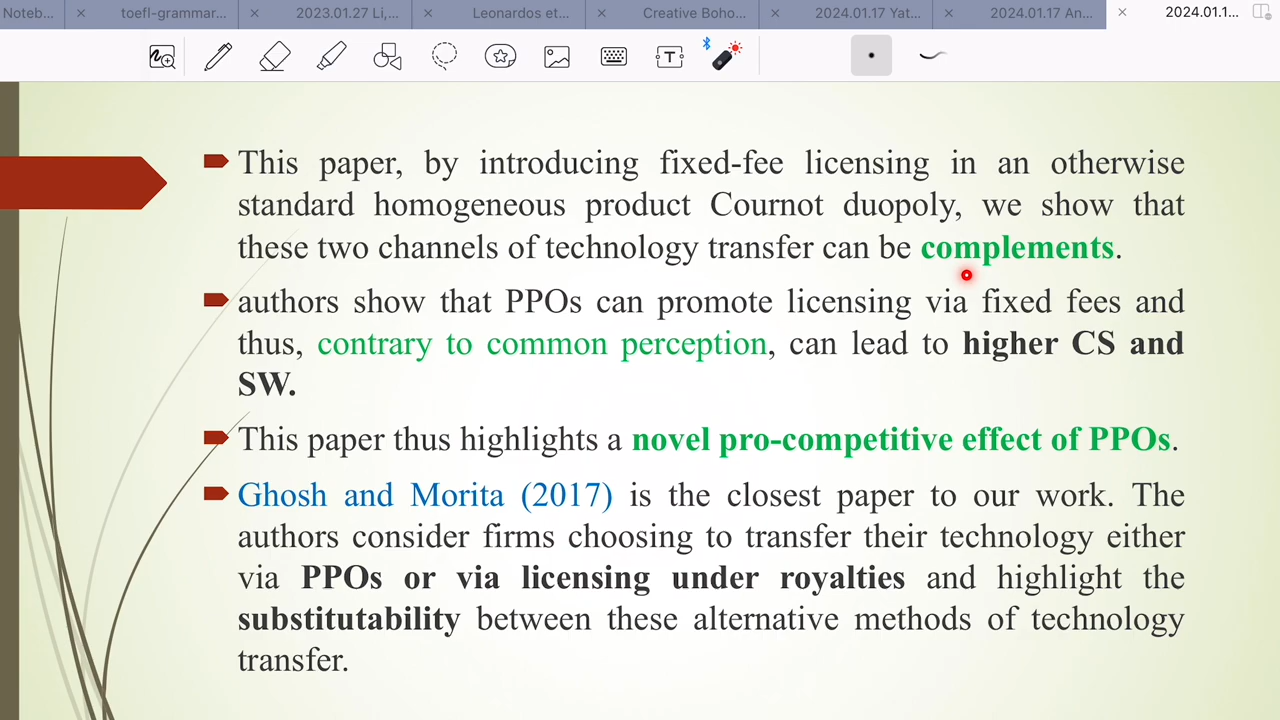 Noteb... × toefl-grammar... × 2023.01.27 Li,... × Leonardos et... × Creative Boho... × 2024.01.17 Yat... × 2024.01.17 An... × 2024.01.1...
T
This paper, by introducing fixed-fee licensing in an otherwise
standard homogeneous product Cournot duopoly, we show that
these two channels of technology transfer can be complements.
authors show that PPOs can promote licensing via fixed fees and
thus, contrary to common perception, can lead to higher CS and
SW.
This paper thus highlights a novel pro-competitive effect of PPOs.
Ghosh and Morita (2017) is the closest paper to our work. The
authors consider firms choosing to transfer their technology either
via PPOs or via licensing under royalties and highlight the
substitutability between these alternative methods of technology
transfer.